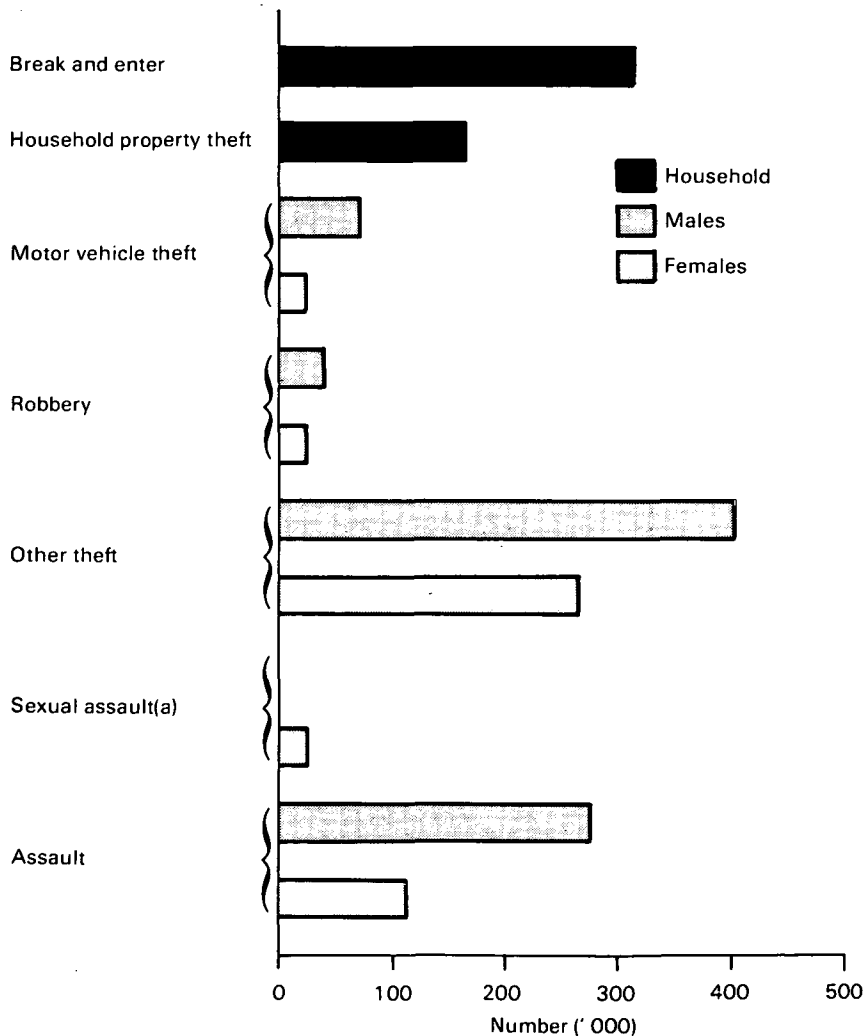 Break and enter
Household property theft
Household
Males
Motor vehicle theft
Females
Robbery
Other theft
Sexual assault(a)
Assault
0 100 200 300 400 500
Number (' 000)